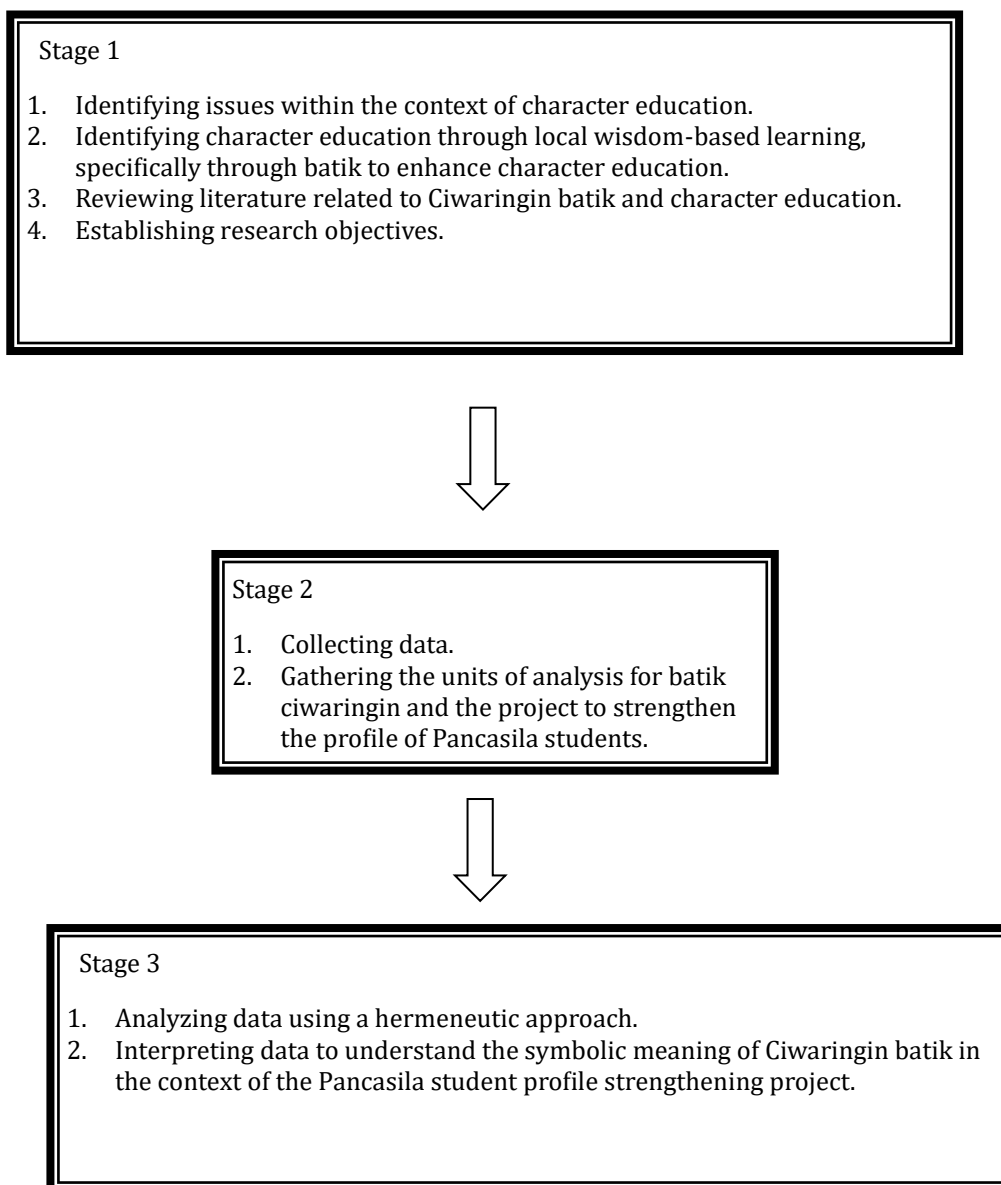 Stage 1
1. Identifying issues within the context of character education.
2. Identifying character education through local wisdom-based learning,
specifically through batik to enhance character education.
3. Reviewing literature related to Ciwaringin batik and character education.
4. Establishing research objectives.
Stage 2
1. Collecting data.
2. Gathering the units of analysis for batik
ciwaringin and the project to strengthen
the profile of Pancasila students.
Stage 3
1. Analyzing data using a hermeneutic approach.
2. Interpreting data to understand the symbolic meaning of Ciwaringin batik in
the context of the Pancasila student profile strengthening project.